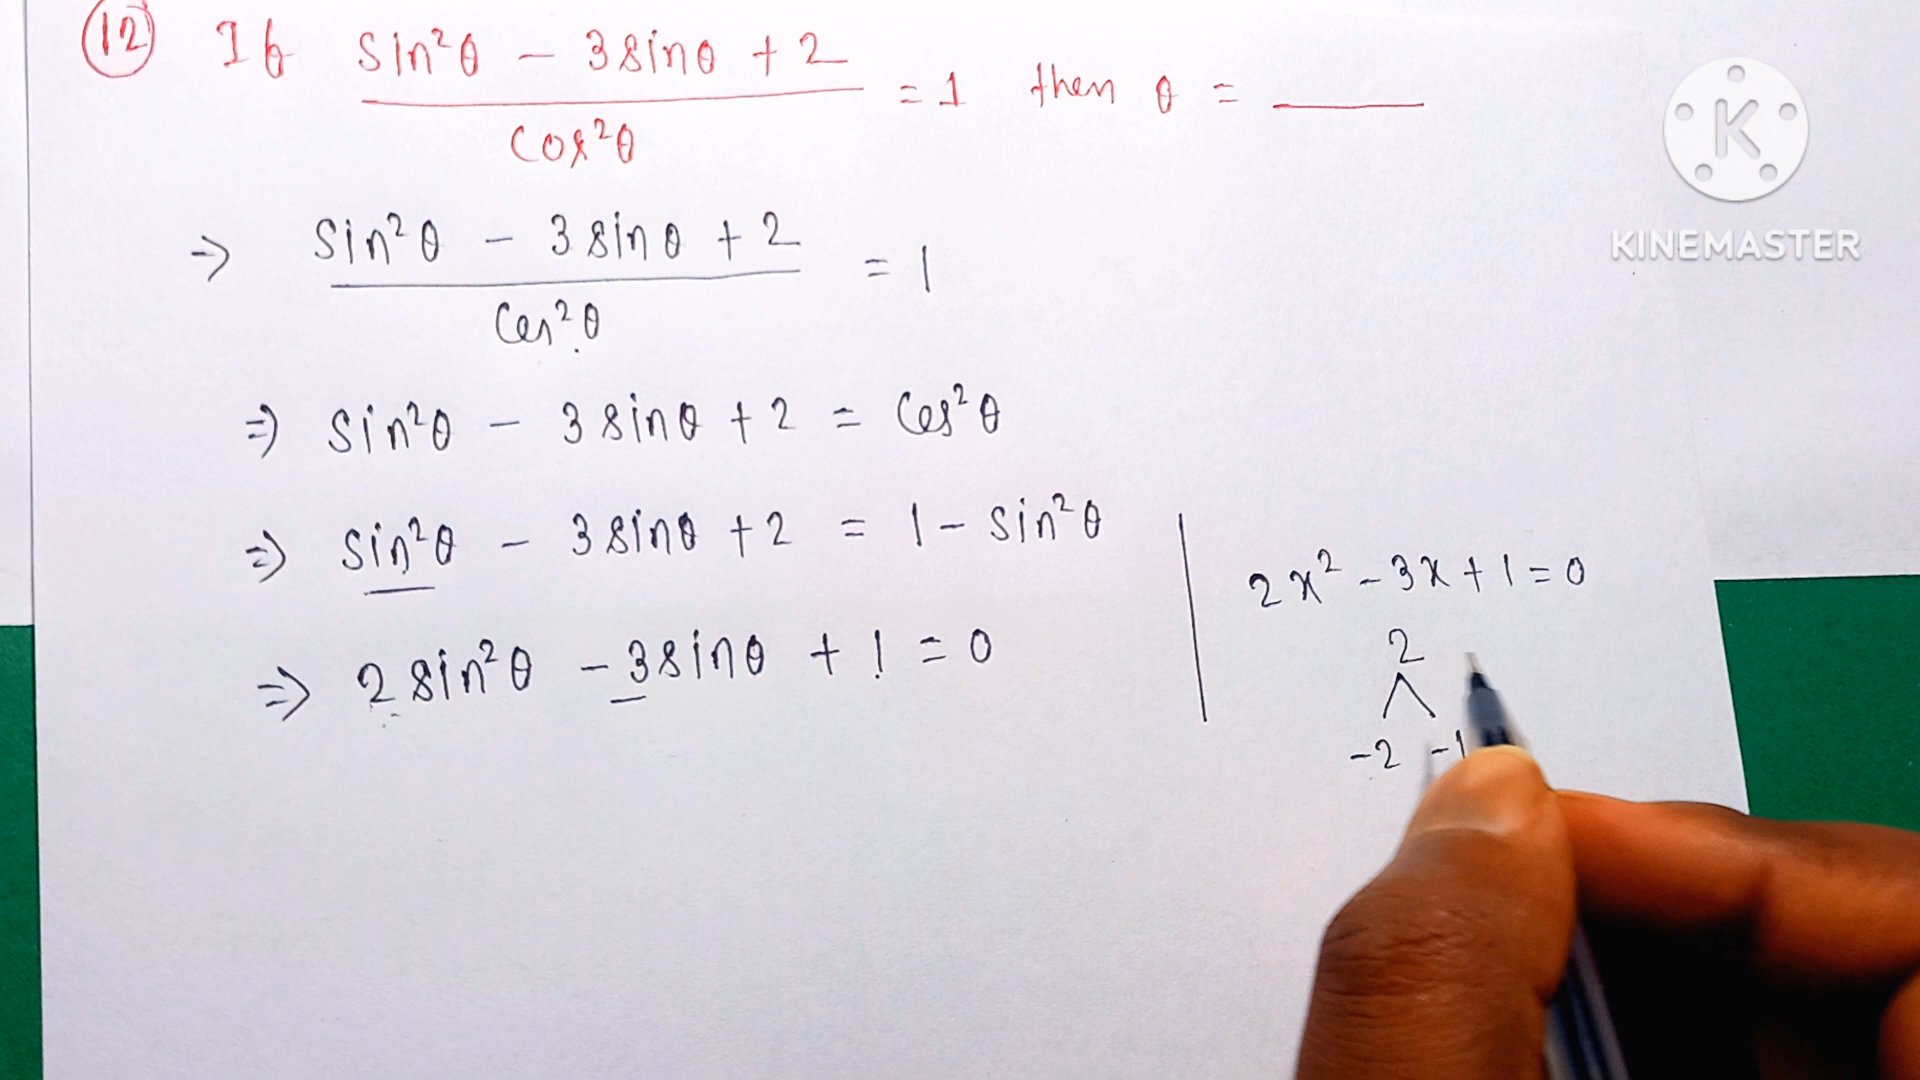 (12) If (sin²θ - 3sinθ + 2)/cos²θ = 1 then θ = ____
K
KINEMASTER
⇒ (sin²θ - 3sinθ + 2)/cos²θ = 1
⇒ sin²θ - 3sinθ + 2 = cos²θ
⇒ sin²θ - 3sinθ + 2 = 1 - sin²θ
⇒ 2sin²θ - 3sinθ + 1 = 0
2x² - 3x + 1 = 0
2
-2 -1